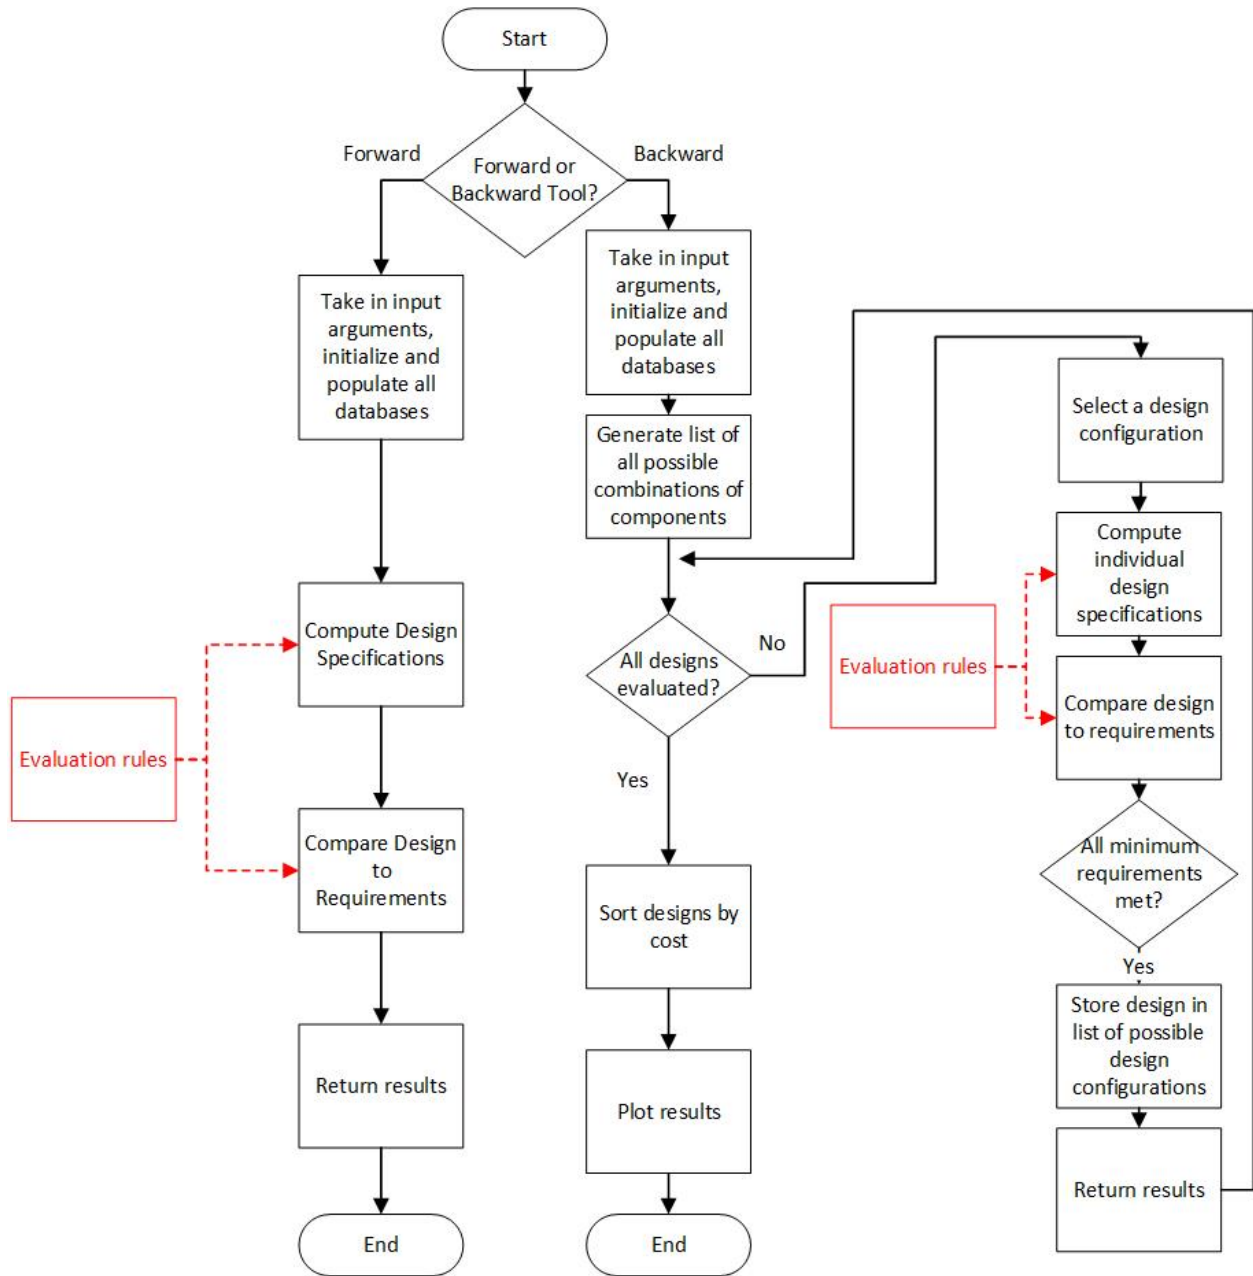 Start
Forward
Forward or
Backward Tool?
Backward
Take in input
arguments,
initialize and
populate all
databases
Compute Design
Specifications
Evaluation rules
Compare Design
to
Requirements
Return results
End
Take in input
arguments,
initialize and
populate all
databases
Generate list of
all possible
combinations of
components
All designs
evaluated?
No
Yes
Sort designs by
cost
Plot results
End
Select a design
configuration
Compute
individual
design
specifications
Evaluation rules
Compare design
to requirements
All minimum
requirements
met?
Yes
Store design in
list of possible
design
configurations
Return results